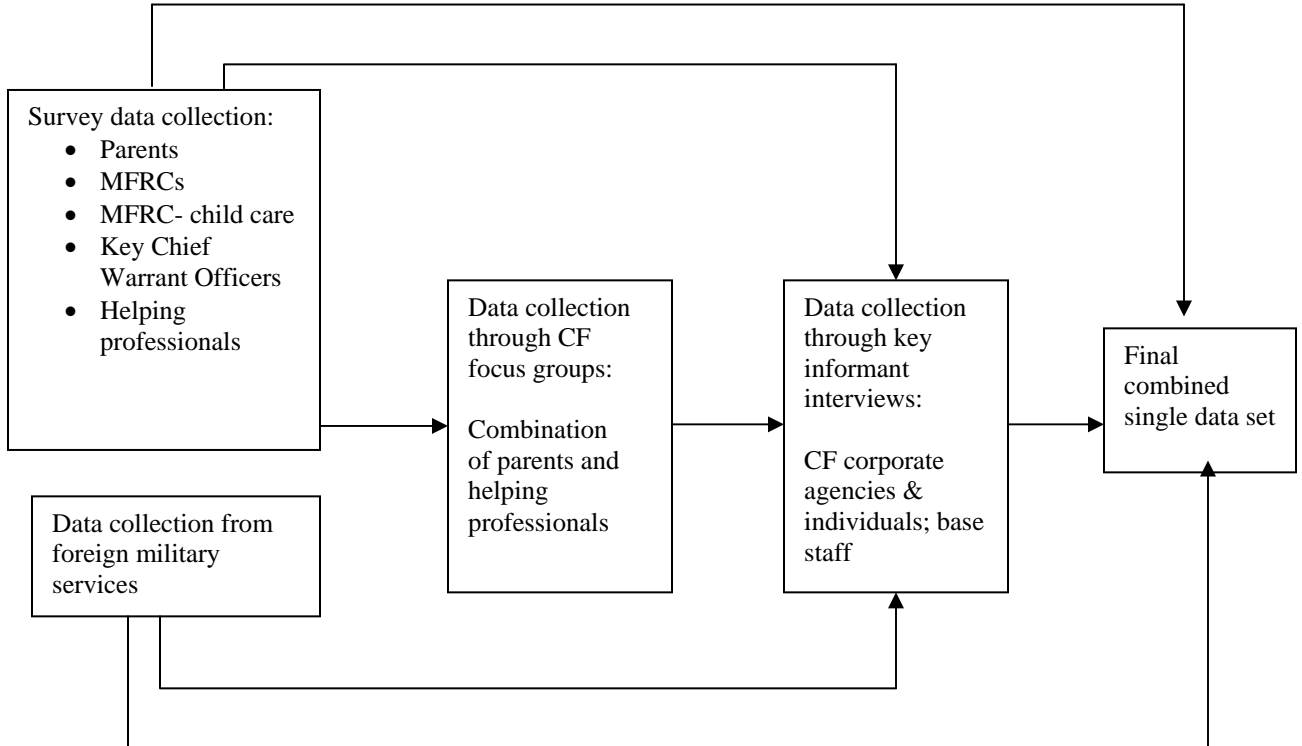 Survey data collection:
• Parents
• MFRCs
• MFRC- child care
• Key Chief
Warrant Officers
• Helping
professionals
Data collection from
foreign military
services
Data collection
through CF
focus groups:
Combination
of parents and
helping
professionals
Data collection
through key
informant
interviews:
CF corporate
agencies &
individuals; base
staff
Final
combined
single data set